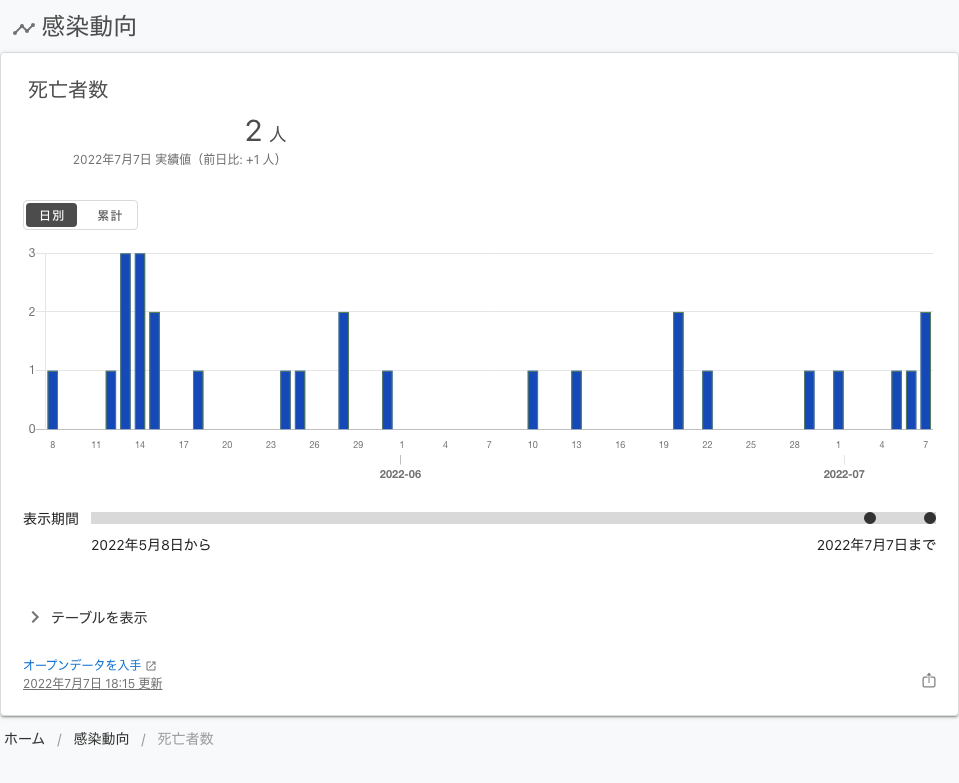 感染動向
死亡者数
2 人
2022年7月7日 実績値（前日比: +1 人）
日別 累計
3
2
1
0
8 11 14 17 20 23 26 29 1 4 7 10 13 16 19 22 25 28 1 4 7
2022-06 2022-07
表示期間
2022年5月8日から 2022年7月7日まで
テーブルを表示
オープンデータを入手
2022年7月7日 18:15 更新
ホーム / 感染動向 / 死亡者数